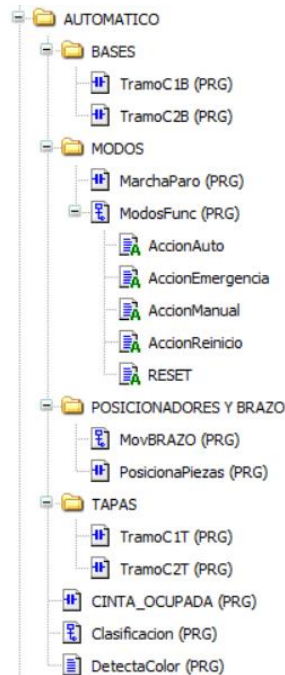 AUTOMATICO
BASES
TramoC1B (PRG)
TramoC2B (PRG)
MODOS
MarchaParo (PRG)
ModosFunc (PRG)
AccionAuto
AccionEmergencia
AccionManual
AccionReinicio
RESET
POSICIONADORES Y BRAZO
MovBRAZO (PRG)
PosicionaPiezas (PRG)
TAPAS
TramoC1T (PRG)
TramoC2T (PRG)
CINTA_OCUPADA (PRG)
Clasificacion (PRG)
DetectaColor (PRG)